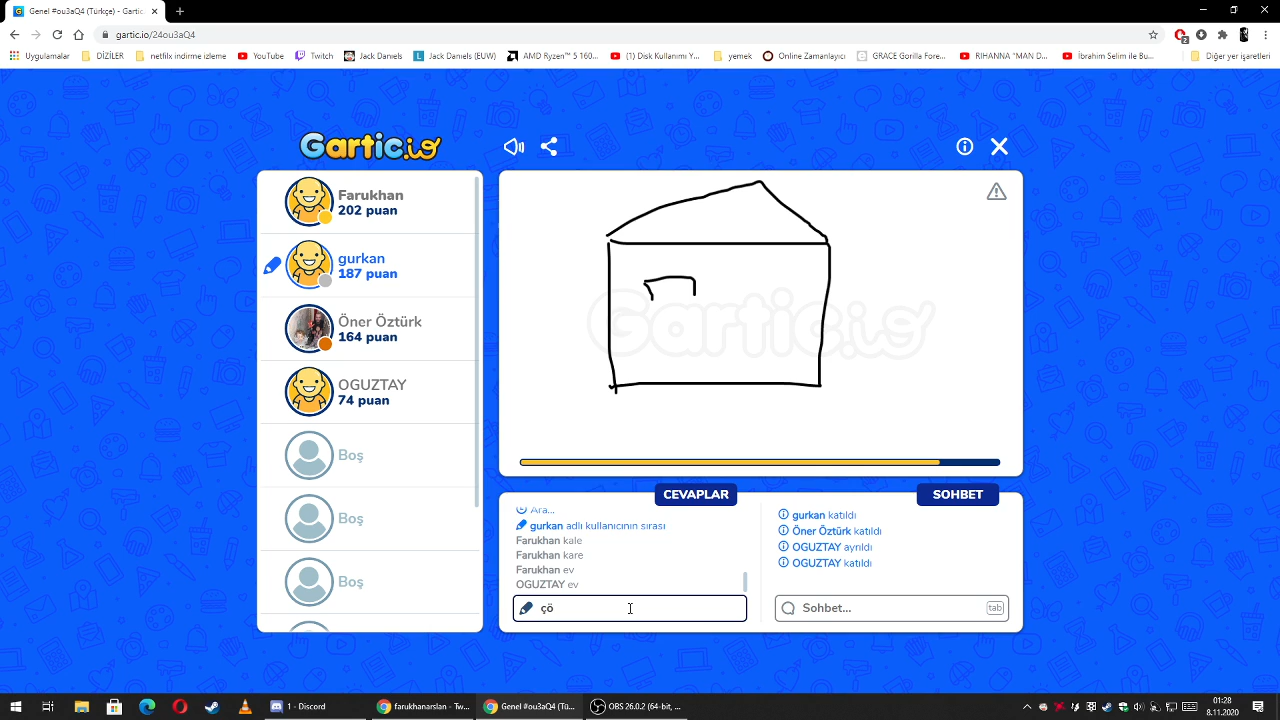 Genel #ou3aQ4 (Türkçe) - Gartic.
gartic.io/24ou3aQ4
Uygulamalar
DİZİLER
netflix indirme izleme
YouTube
Twitch
Jack Daniels
Jack Daniels (EUW)
AMD Ryzen™ 5 160...
(1) Disk Kullanımı Y...
yemek
Online Zamanlayıcı
GRACE Gorilla Fore...
RIHANNA "MAN D...
İbrahim Selim ile Bu...
Diğer yer işaretleri
Gartic.io
Farukhan
202 puan
gurkan
187 puan
Öner Öztürk
164 puan
OGUZTAY
74 puan
Boş
Boş
Boş
Gartic.io
CEVAPLAR
Ara...
gurkan adlı kullanıcının sırası
Farukhan kale
Farukhan kare
Farukhan ev
OGUZTAY ev
çö
SOHBET
gurkan katıldı
Öner Öztürk katıldı
OGUZTAY ayrıldı
OGUZTAY katıldı
Sohbet...
tab
1 - Discord
farukhanarslan - Tw...
Genel #ou3aQ4 (Tü...
OBS 26.0.2 (64-bit, ...
01:28
8.11.2020